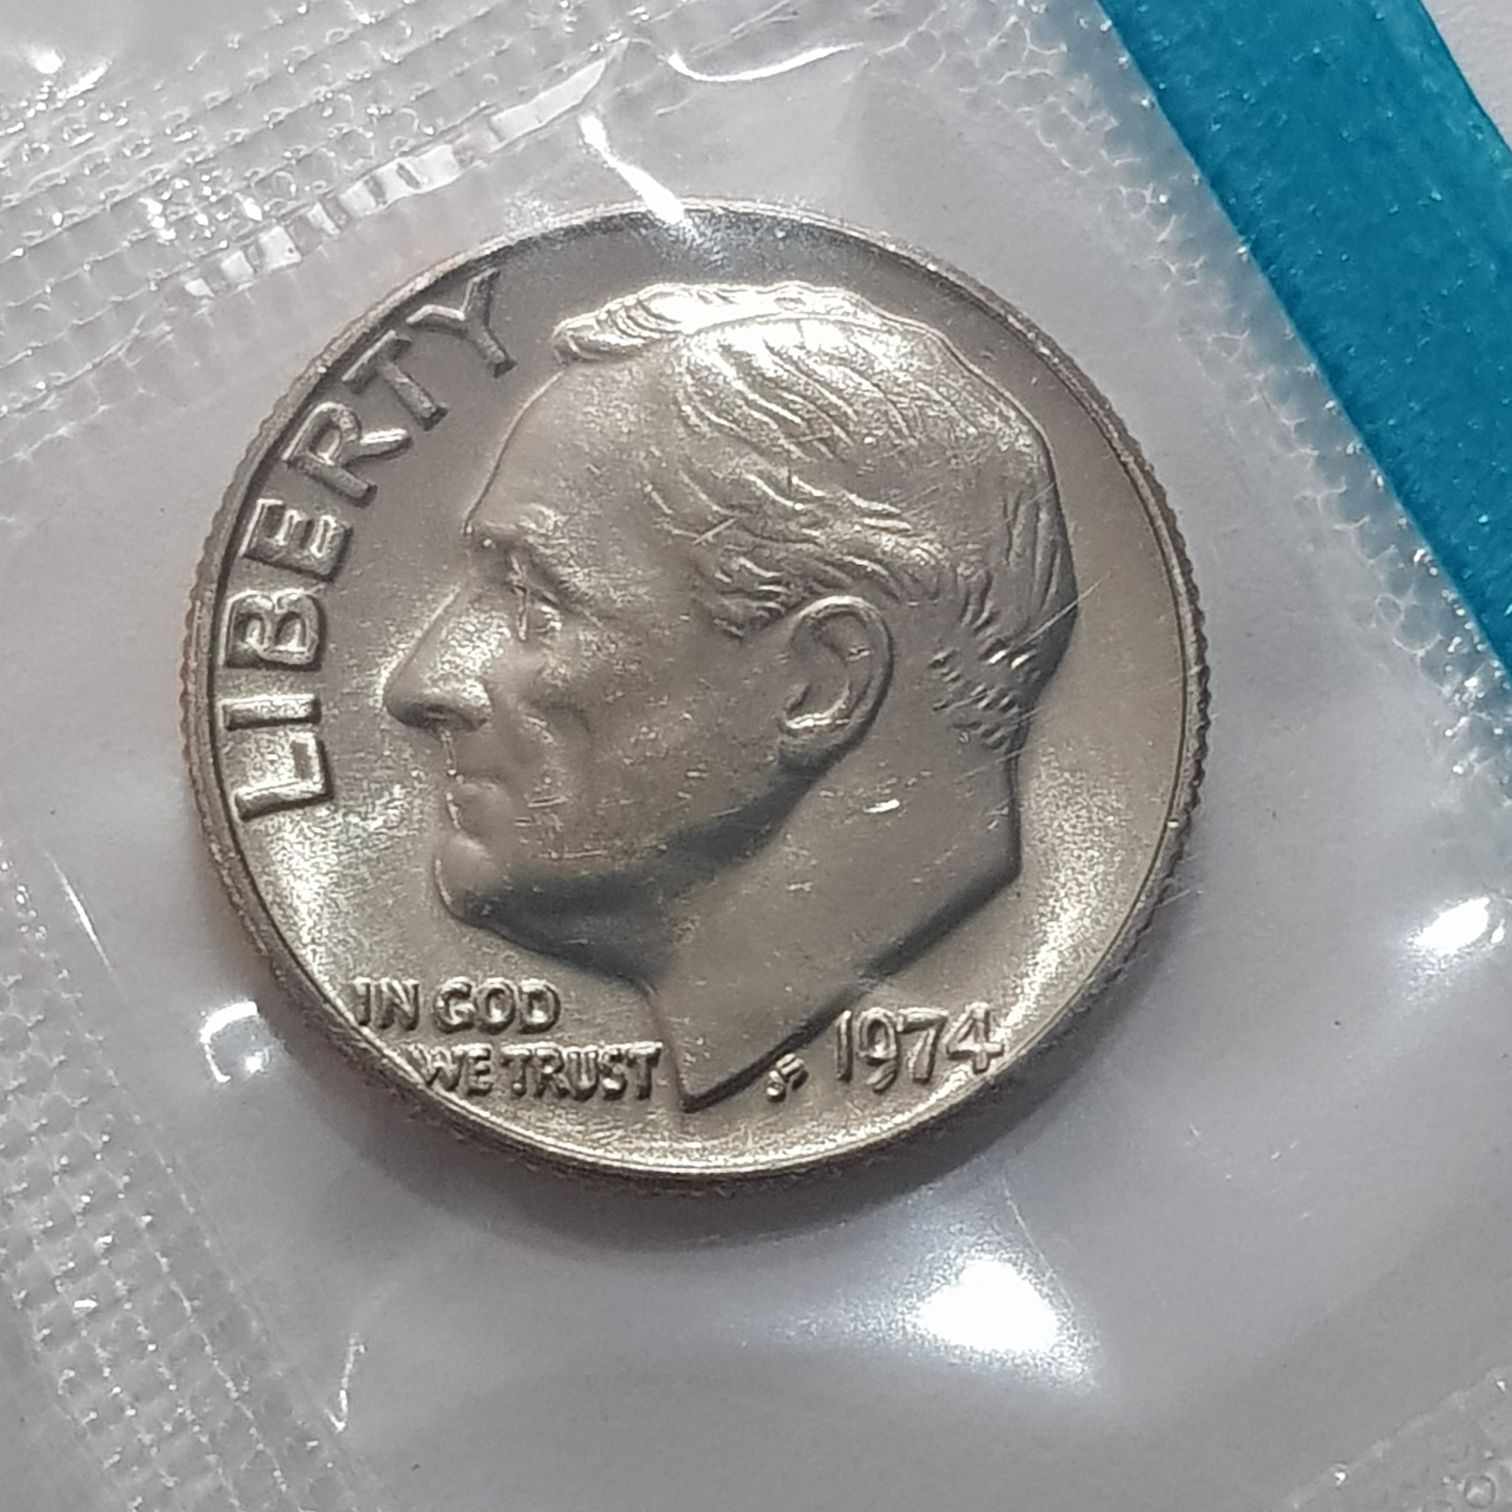 LIBERTY
IN GOD
WE TRUST
JS 1974